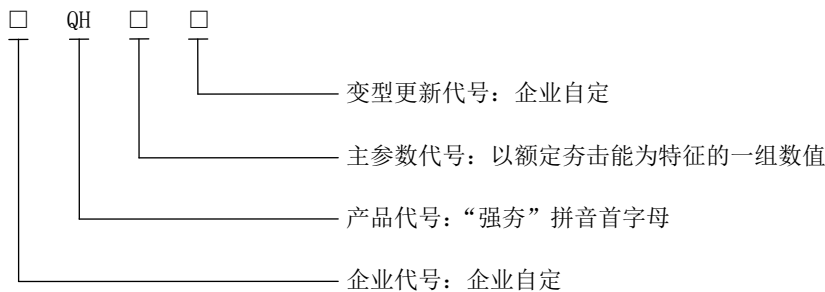 □ QH □ □
变型更新代号：企业自定
主参数代号：以额定夯击能为特征的一组数值
产品代号：“强夯”拼音首字母
企业代号：企业自定